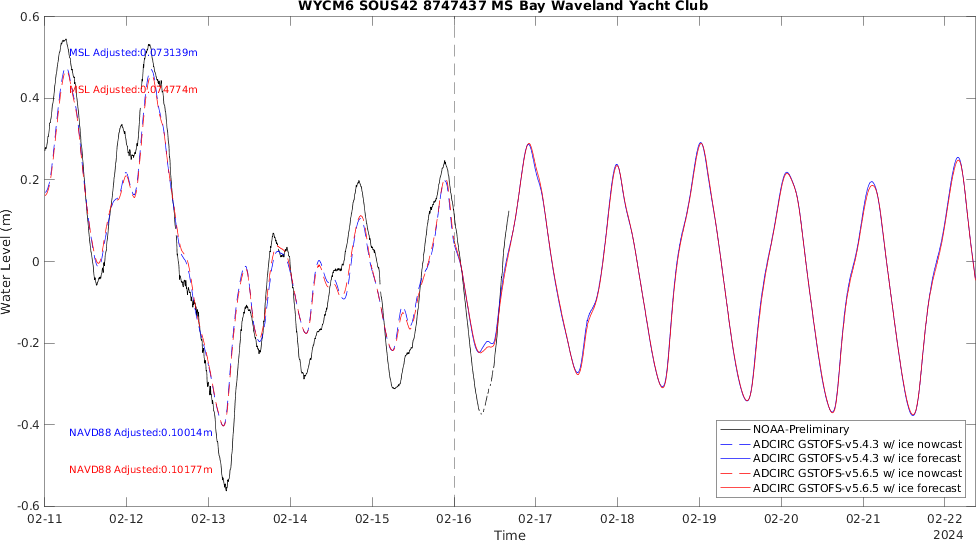 WYCM6 SOUS42 8747437 MS Bay Waveland Yacht Club
0.6
MSL Adjusted:0.073139m
0.4
MSL Adjusted:0.074774m
0.2
0
Water Level (m)
-0.2
-0.4
NAVD88 Adjusted:0.10014m
NAVD88 Adjusted:0.10177m
-0.6
NOAA-Preliminary
ADCIRC GSTOFS-v5.4.3 w/ ice nowcast
ADCIRC GSTOFS-v5.4.3 w/ ice forecast
ADCIRC GSTOFS-v5.6.5 w/ ice nowcast
ADCIRC GSTOFS-v5.6.5 w/ ice forecast
02-11 02-12 02-13 02-14 02-15 02-16 02-17 02-18 02-19 02-20 02-21 02-22
2024
Time